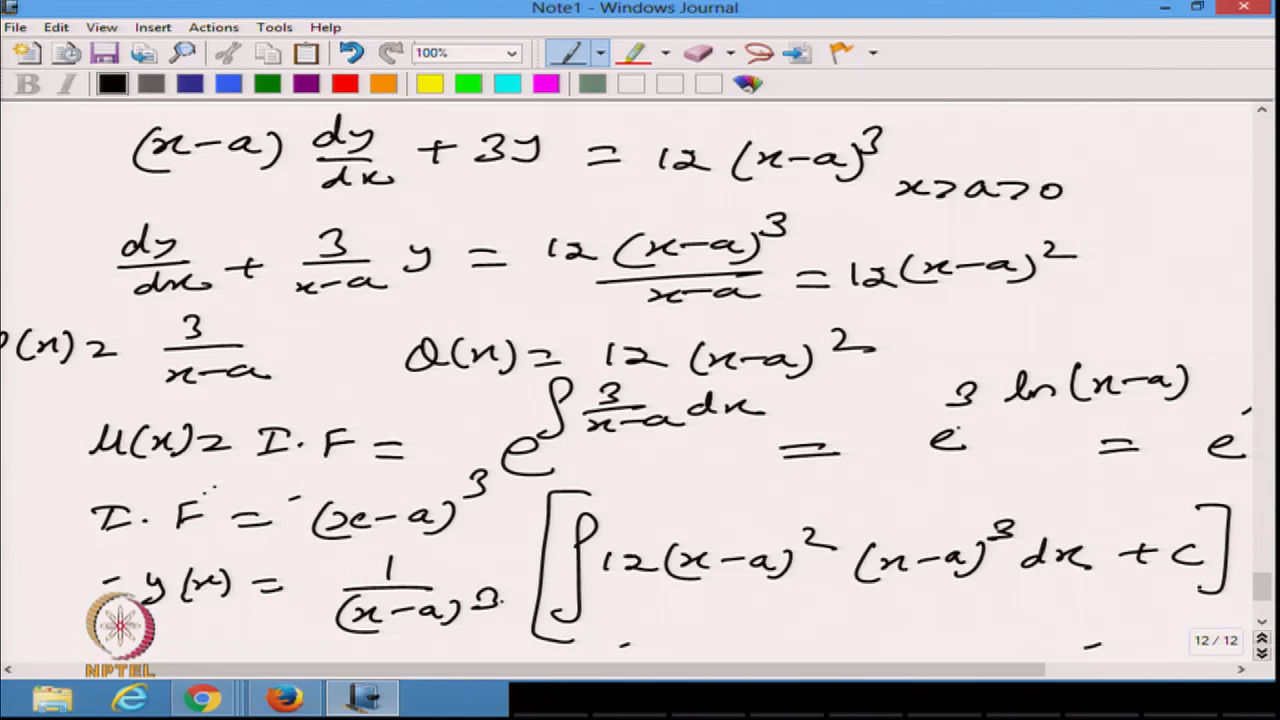 Note1 - Windows Journal
File Edit View Insert Actions Tools Help
100%
B I
(x-a) dy/dx + 3y = 12 (x-a)^3
x>a>0
dy/dx + 3/(x-a) y = 12 (x-a)^3/(x-a) = 12(x-a)^2
P(x) = 3/(x-a) Q(x) = 12 (x-a)^2
μ(x) = I.F = e^∫ 3/(x-a) dx = e^3 ln(x-a) = e
I.F = (x-a)^3
y(x) = 1/(x-a)^3 [∫12(x-a)^2 (x-a)^3 dx + c]
12 / 12
NPTEL